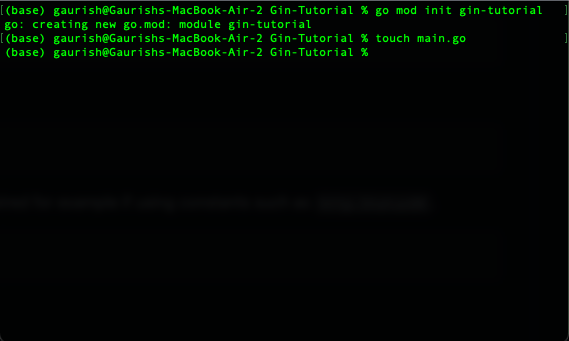 [(base) gaurish@Gaurishs-MacBook-Air-2 Gin-Tutorial % go mod init gin-tutorial ]
go: creating new go.mod: module gin-tutorial
[(base) gaurish@Gaurishs-MacBook-Air-2 Gin-Tutorial % touch main.go ]
(base) gaurish@Gaurishs-MacBook-Air-2 Gin-Tutorial %